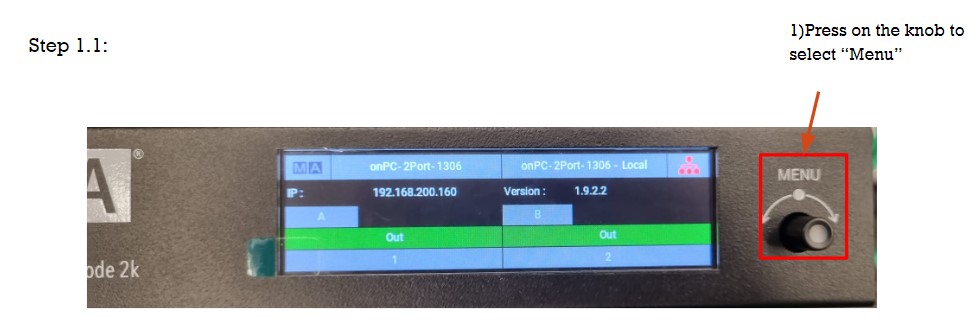 1)Press on the knob to
select “Menu”
Step 1.1:
A®
ode 2k
MA onPC-2Port-1306 onPC-2Port-1306 - Local
IP : 192.168.200.160 Version : 1.9.2.2
A B
Out Out
1 2
MENU